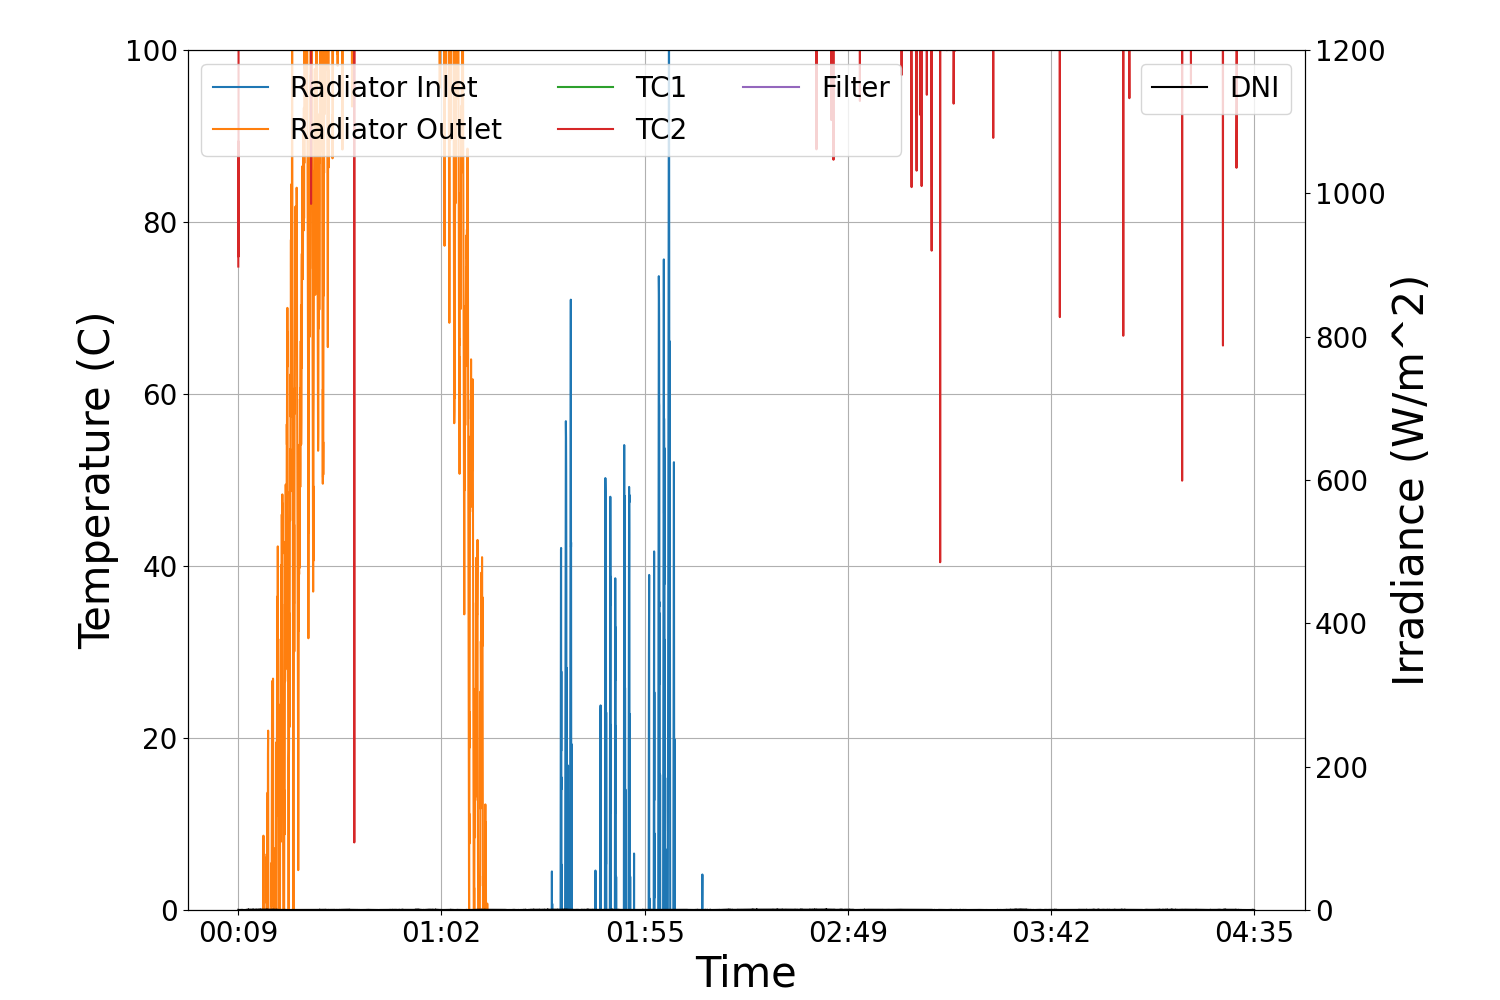 100
80
60
40
20
0
Temperature (C)
Radiator Inlet
Radiator Outlet
TC1
TC2
Filter
DNI
1200
1000
800
600
400
200
0
Irradiance (W/m^2)
00:09 01:02 01:55 02:49 03:42 04:35
Time